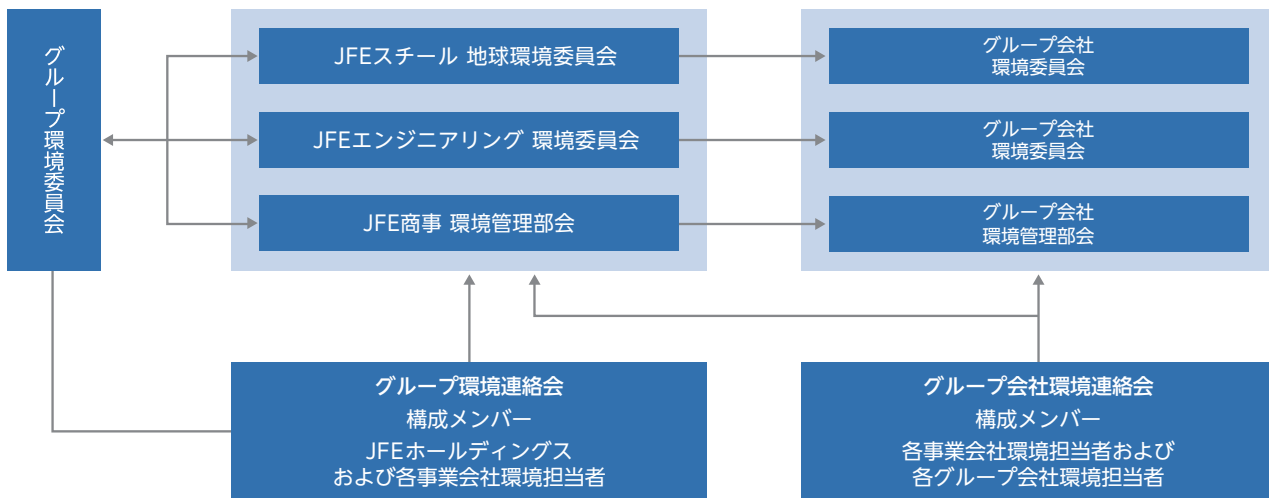 グループ環境委員会
JFEスチール 地球環境委員会
グループ会社
環境委員会
JFEエンジニアリング 環境委員会
グループ会社
環境委員会
JFE商事 環境管理部会
グループ会社
環境管理部会
グループ環境連絡会
構成メンバー
JFEホールディングス
および各事業会社環境担当者
グループ会社環境連絡会
構成メンバー
各事業会社環境担当者および
各グループ会社環境担当者